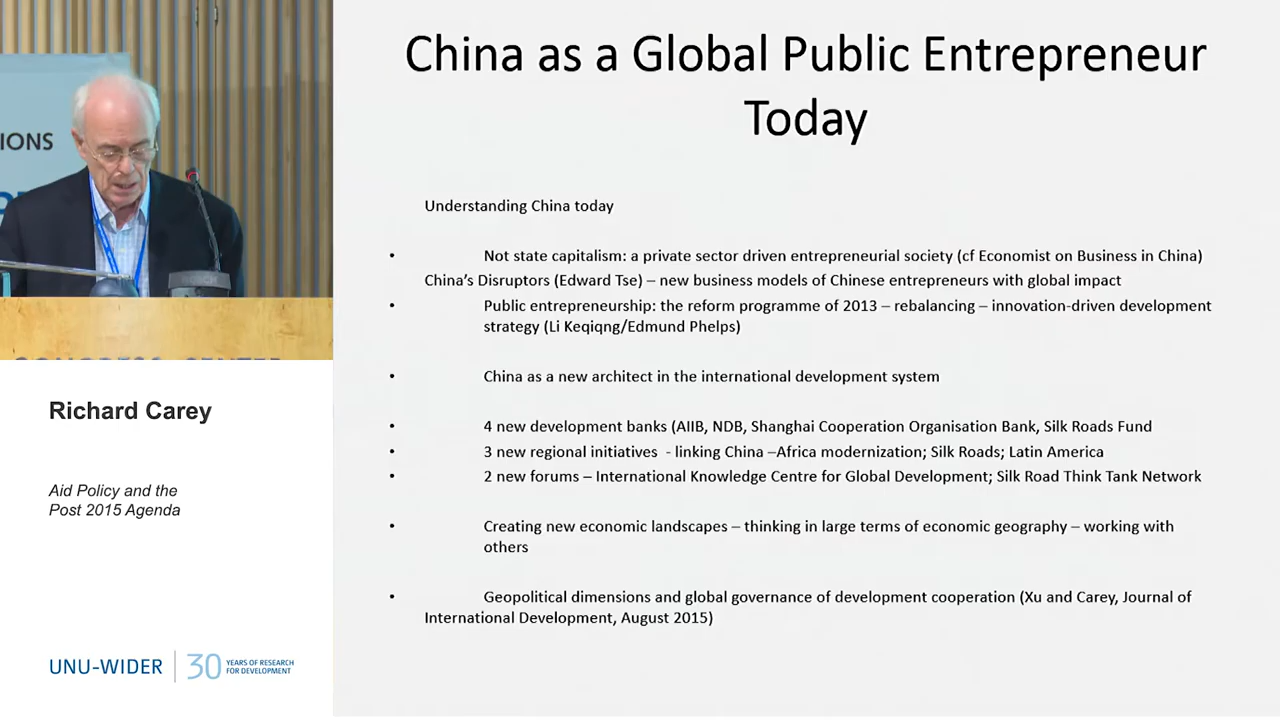 IONS
CONGRESS CENTER
Richard Carey
Aid Policy and the
Post 2015 Agenda
UNU-WIDER
30 YEARS OF RESEARCH
FOR DEVELOPMENT
China as a Global Public Entrepreneur
Today
Understanding China today
• Not state capitalism: a private sector driven entrepreneurial society (cf Economist on Business in China)
China’s Disruptors (Edward Tse) – new business models of Chinese entrepreneurs with global impact
• Public entrepreneurship: the reform programme of 2013 – rebalancing – innovation-driven development
strategy (Li Keqiqng/Edmund Phelps)
• China as a new architect in the international development system
• 4 new development banks (AIIB, NDB, Shanghai Cooperation Organisation Bank, Silk Roads Fund
• 3 new regional initiatives - linking China –Africa modernization; Silk Roads; Latin America
• 2 new forums – International Knowledge Centre for Global Development; Silk Road Think Tank Network
• Creating new economic landscapes – thinking in large terms of economic geography – working with
others
• Geopolitical dimensions and global governance of development cooperation (Xu and Carey, Journal of
International Development, August 2015)